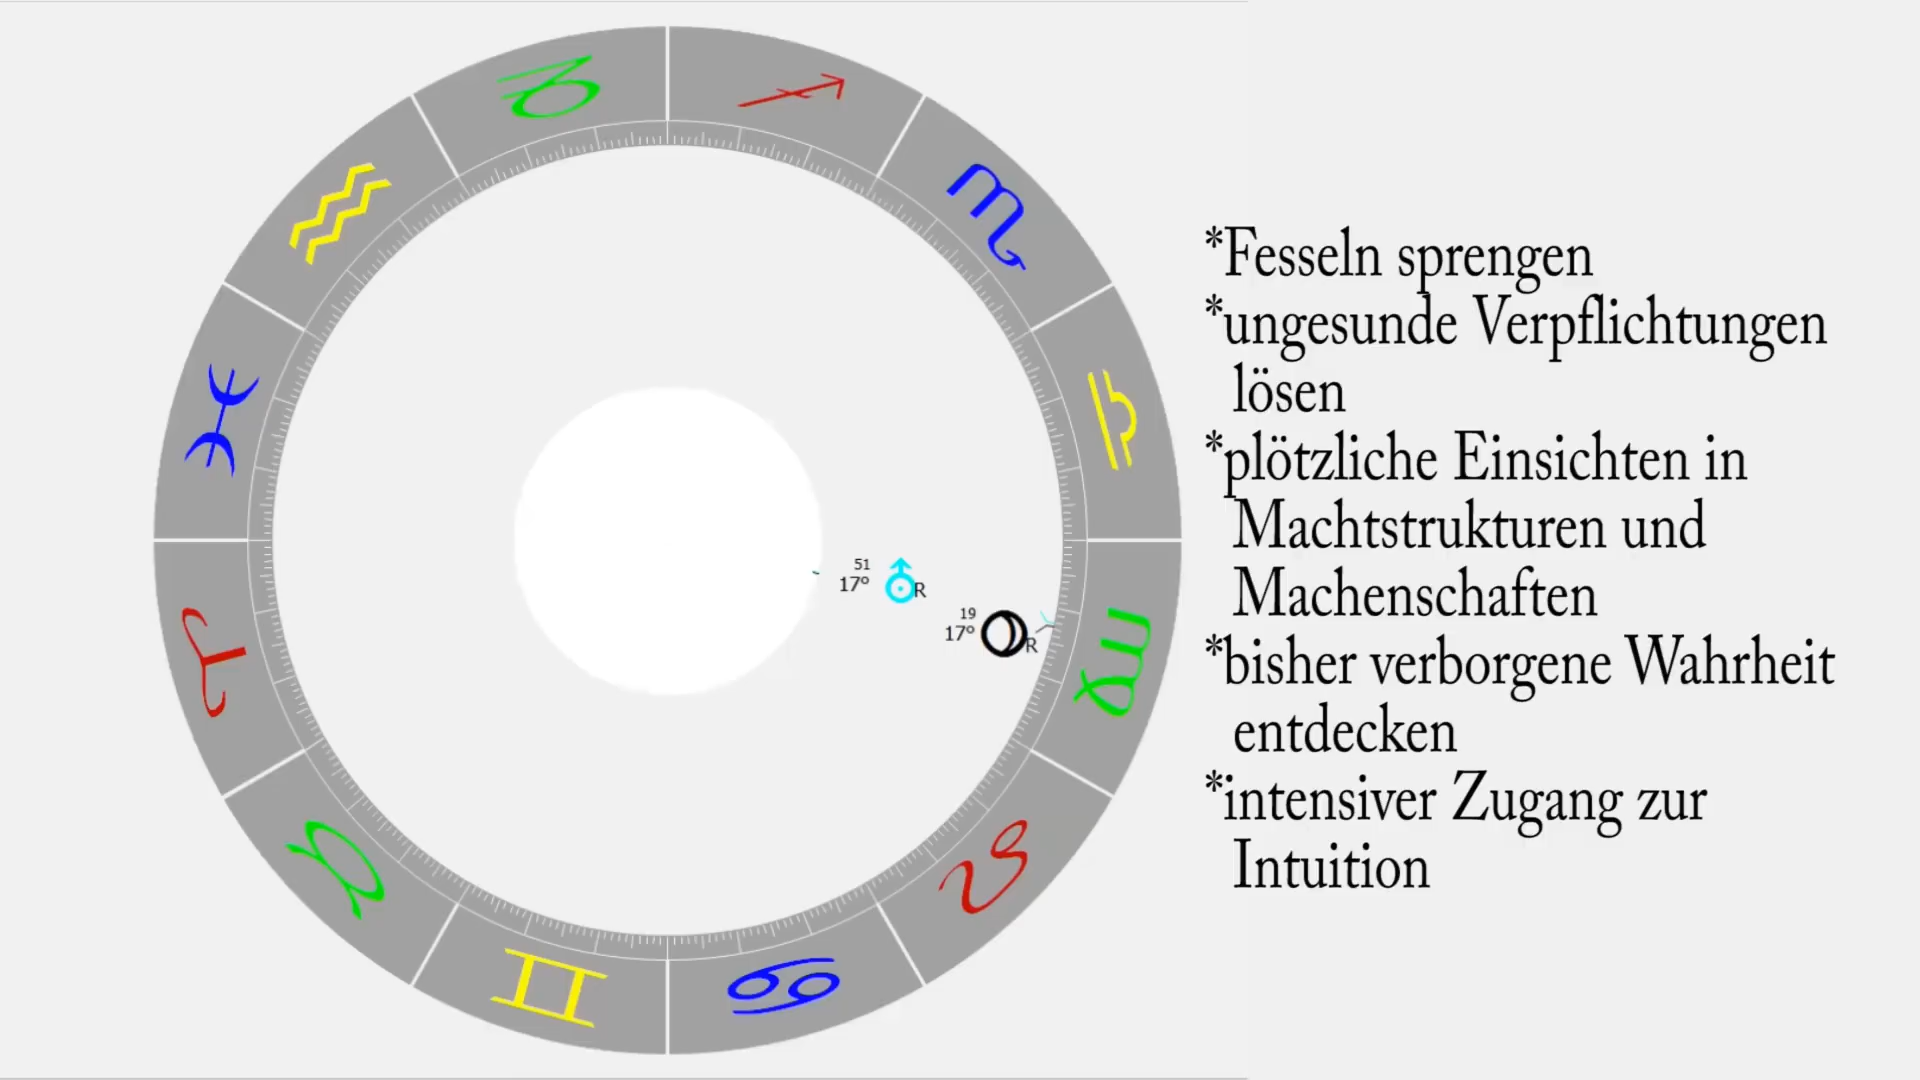 51
17°
R
19
17°
R
*Fesseln sprengen
*ungesunde Verpflichtungen
lösen
*plötzliche Einsichten in
Machtstrukturen und
Machenschaften
*bisher verborgene Wahrheit
entdecken
*intensiver Zugang zur
Intuition